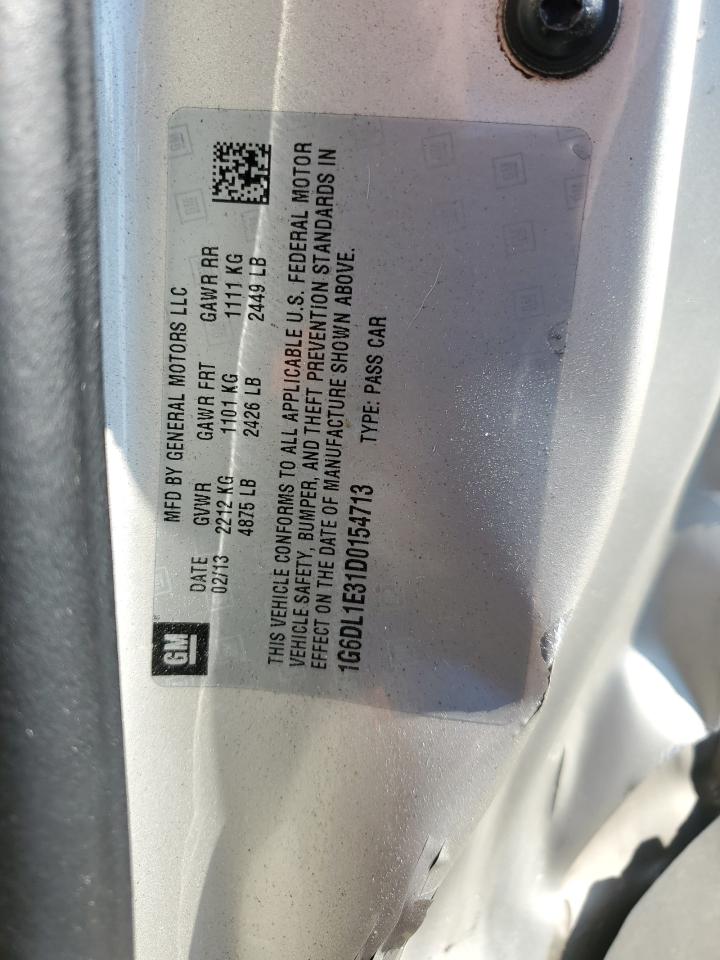 GM
MFD BY GENERAL MOTORS LLC
DATE GVWR GAWR FRT GAWR RR
02/13 2212 KG 1101 KG 1111 KG
4875 LB 2426 LB 2449 LB
THIS VEHICLE CONFORMS TO ALL APPLICABLE U.S. FEDERAL MOTOR
VEHICLE SAFETY, BUMPER, AND THEFT PREVENTION STANDARDS IN
EFFECT ON THE DATE OF MANUFACTURE SHOWN ABOVE.
1G6DL1E31D0154713 TYPE: PASS CAR